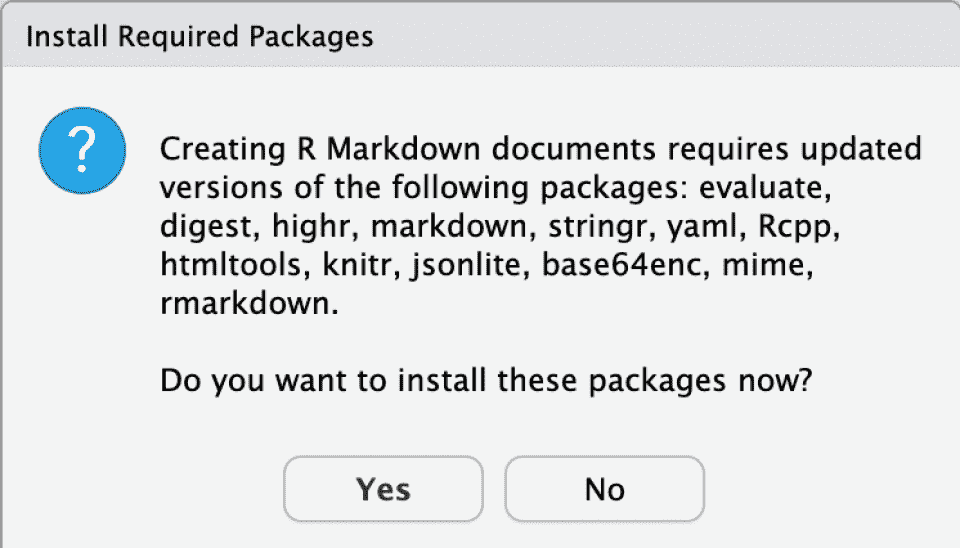 Install Required Packages
?
Creating R Markdown documents requires updated
versions of the following packages: evaluate,
digest, highr, markdown, stringr, yaml, Rcpp,
htmltools, knitr, jsonlite, base64enc, mime,
rmarkdown.
Do you want to install these packages now?
Yes No